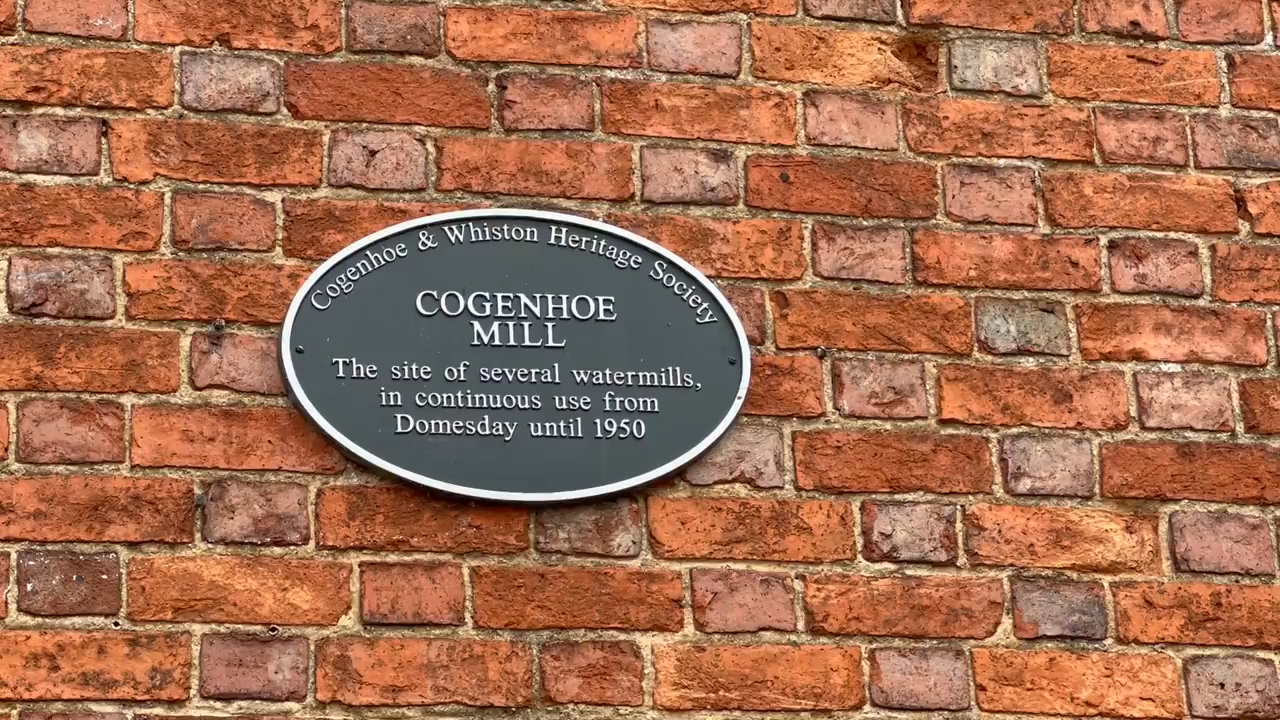 Cogenhoe & Whiston Heritage Society
COGENHOE
MILL
The site of several watermills,
in continuous use from
Domesday until 1950